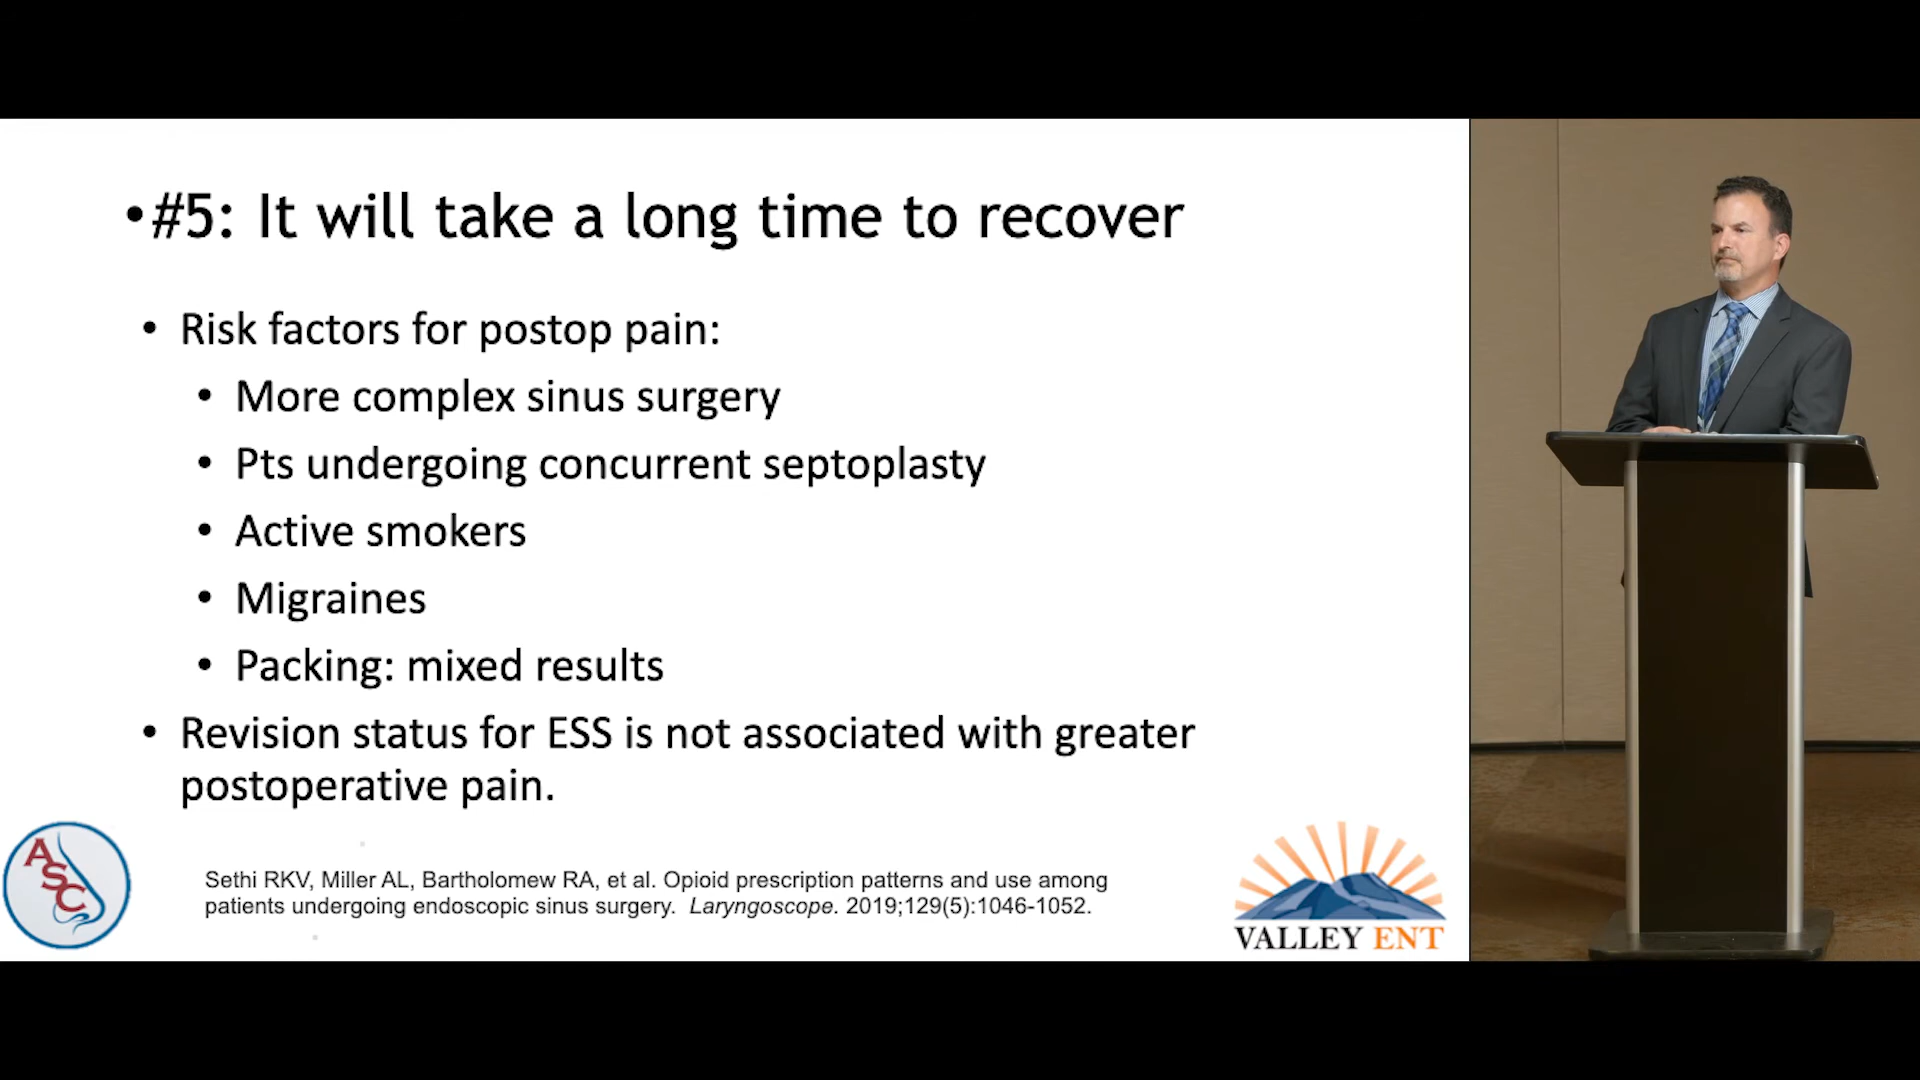 •#5: It will take a long time to recover
• Risk factors for postop pain:
• More complex sinus surgery
• Pts undergoing concurrent septoplasty
• Active smokers
• Migraines
• Packing: mixed results
• Revision status for ESS is not associated with greater
postoperative pain.
Sethi RKV, Miller AL, Bartholomew RA, et al. Opioid prescription patterns and use among
patients undergoing endoscopic sinus surgery. Laryngoscope. 2019;129(5):1046-1052.
ASC
VALLEY ENT